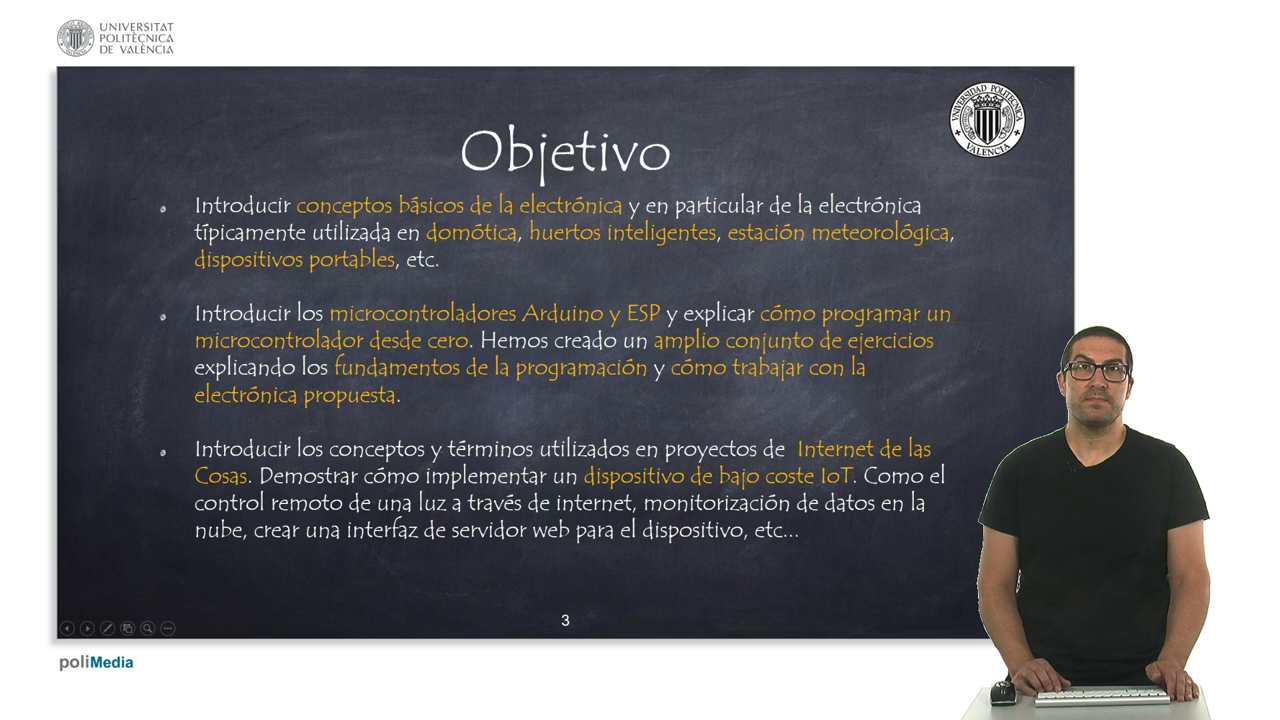 UNIVERSITAT
POLITÈCNICA
DE VALÈNCIA
UNIVERSIDAD POLITECNICA
VALENCIA
Objetivo
Introducir conceptos básicos de la electrónica y en particular de la electrónica
típicamente utilizada en domótica, huertos inteligentes, estación meteorológica,
dispositivos portables, etc.
Introducir los microcontroladores Arduino y ESP y explicar cómo programar un
microcontrolador desde cero. Hemos creado un amplio conjunto de ejercicios
explicando los fundamentos de la programación y cómo trabajar con la
electrónica propuesta.
Introducir los conceptos y términos utilizados en proyectos de Internet de las
Cosas. Demostrar cómo implementar un dispositivo de bajo coste IoT. Como el
control remoto de una luz a través de internet, monitorización de datos en la
nube, crear una interfaz de servidor web para el dispositivo, etc...
3
poliMedia